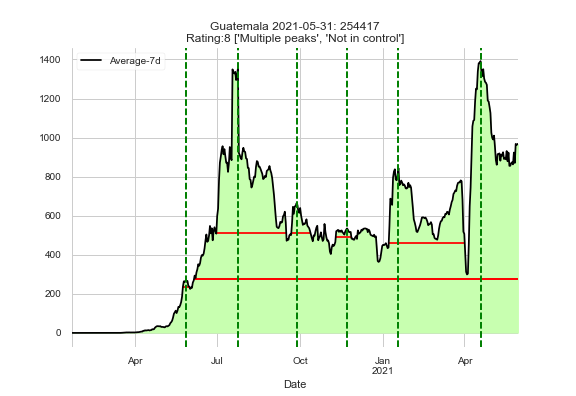 Guatemala 2021-05-31: 254417
Rating:8 ['Multiple peaks', 'Not in control']
Average-7d
1400
1200
1000
800
600
400
200
0
Apr
Jul
Oct
Jan
2021
Apr
Date